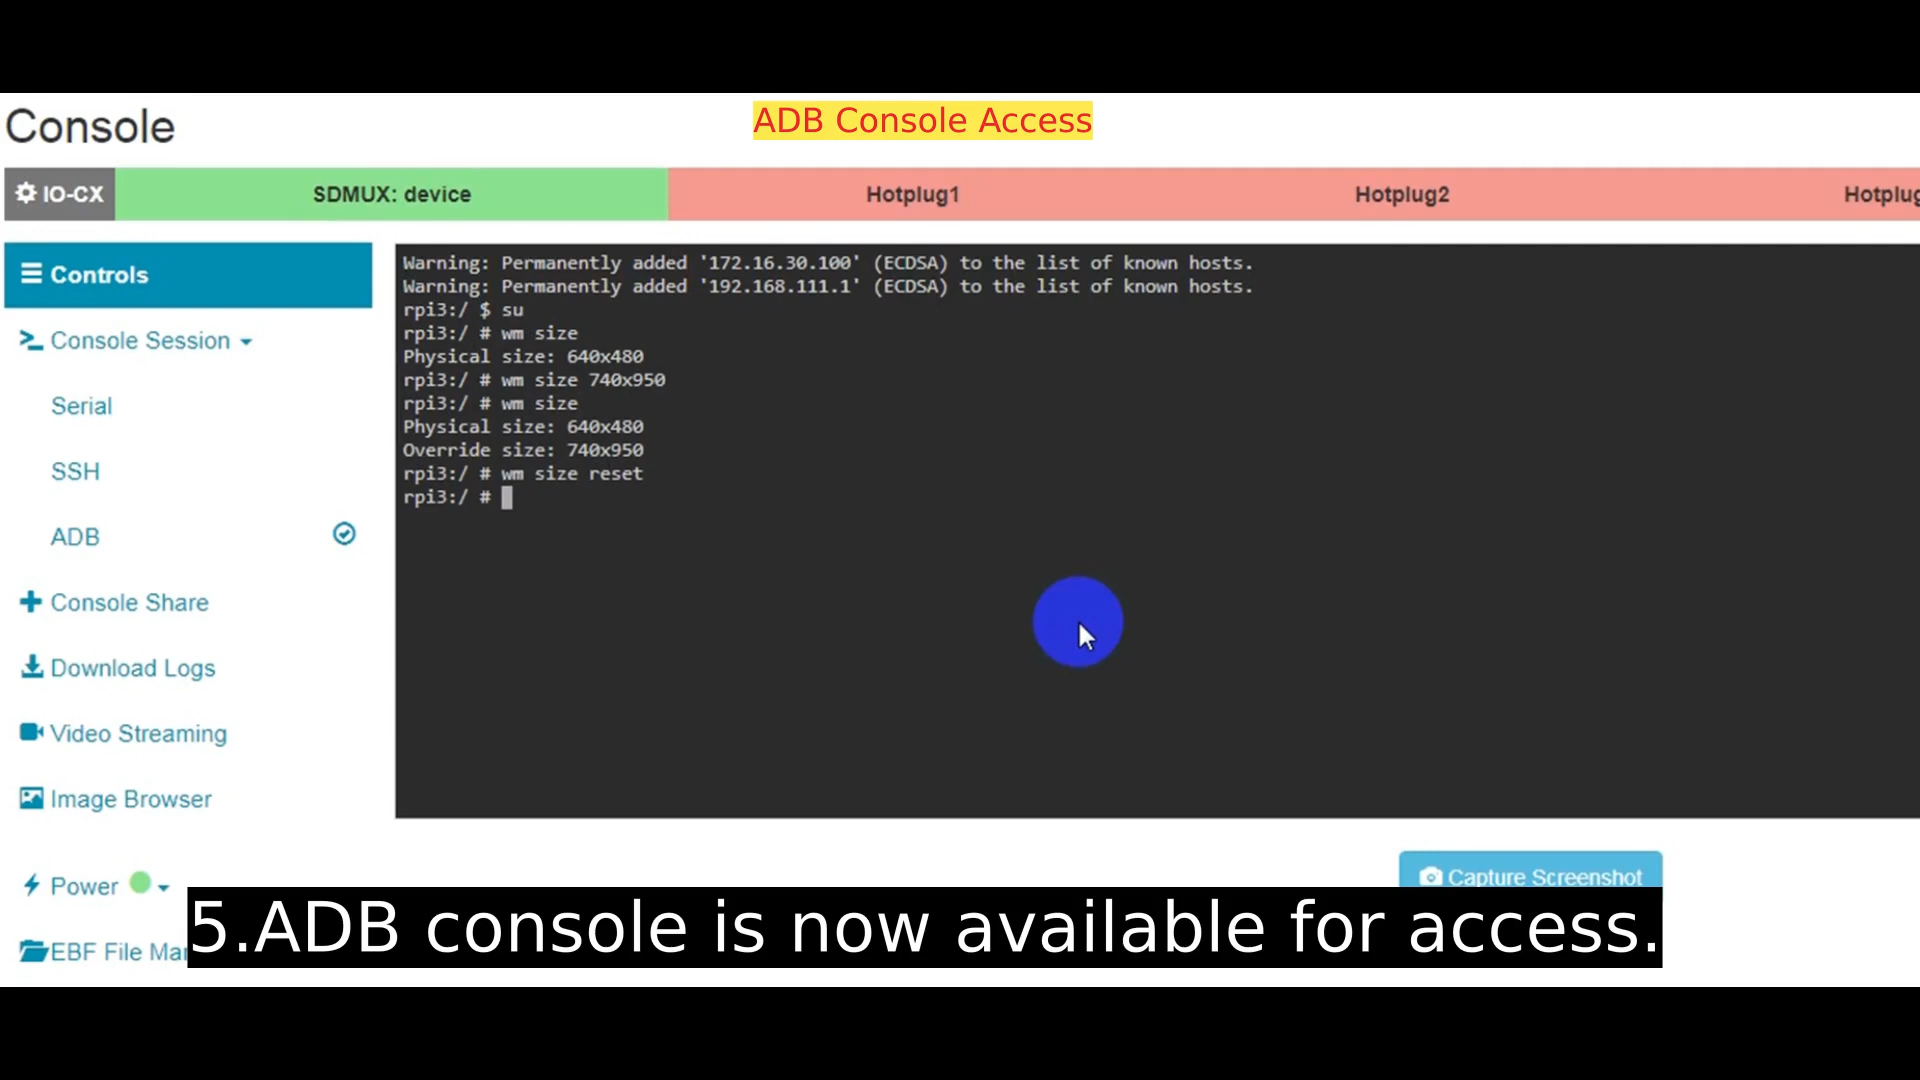 Console
ADB Console Access
IO-CX
SDMUX: device
Hotplug1
Hotplug2
Hotplug
Controls
Console Session
Serial
SSH
ADB
Console Share
Download Logs
Video Streaming
Image Browser
Power
EBF File Ma
Warning: Permanently added '172.16.30.100' (ECDSA) to the list of known hosts.
Warning: Permanently added '192.168.111.1' (ECDSA) to the list of known hosts.
rpi3:/ $ su
rpi3:/ # wm size
Physical size: 640x480
rpi3:/ # wm size 740x950
rpi3:/ # wm size
Physical size: 640x480
Override size: 740x950
rpi3:/ # wm size reset
rpi3:/ #
Capture Screenshot
5.ADB console is now available for access.